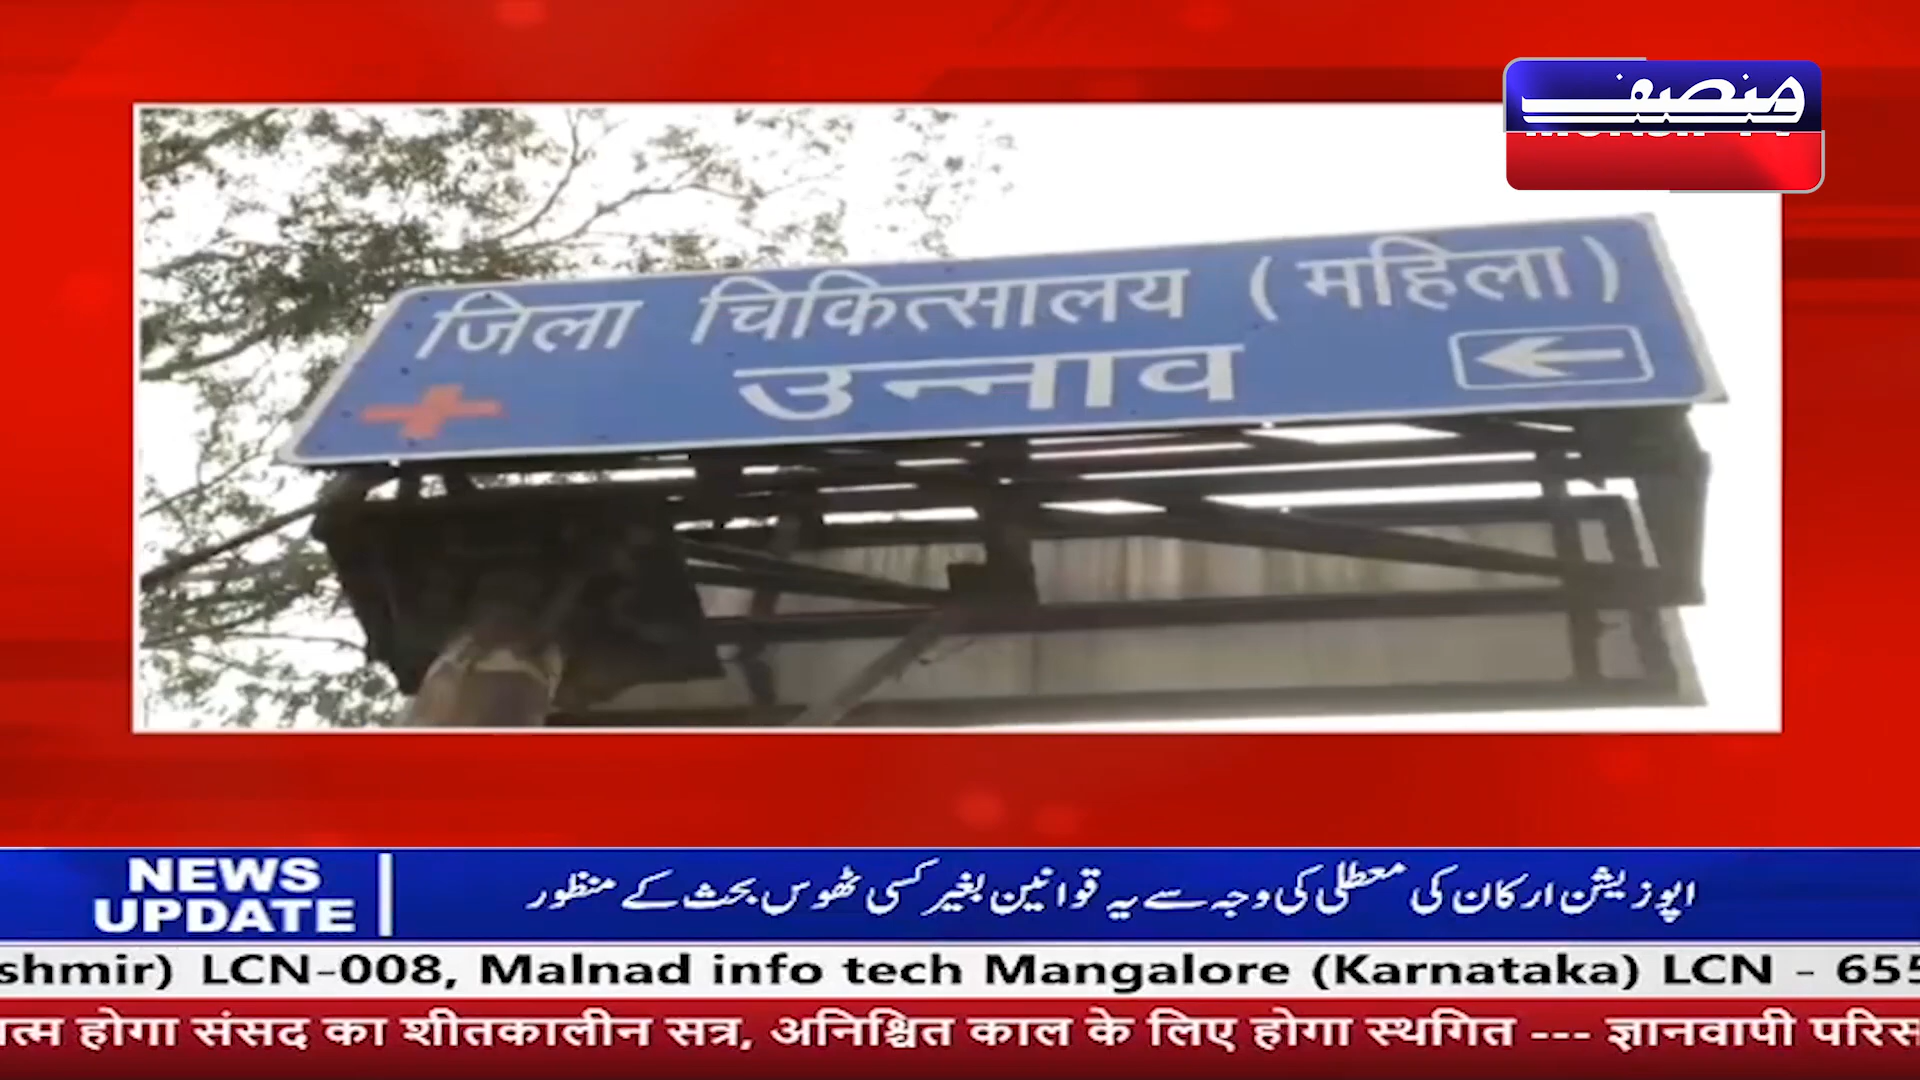 منصف
जिला चिकित्सालय (महिला)
उन्नाव
NEWS
UPDATE
اپوزیشن ارکان کی معطلی کی وجہ سے یہ قوانین بغیر کسی ٹھوس بحث کے منظور
shmir) LCN-008, Malnad info tech Mangalore (Karnataka) LCN - 655
त्म होगा संसद का शीतकालीन सत्र, अनिश्चित काल के लिए होगा स्थगित --- ज्ञानवापी परिस